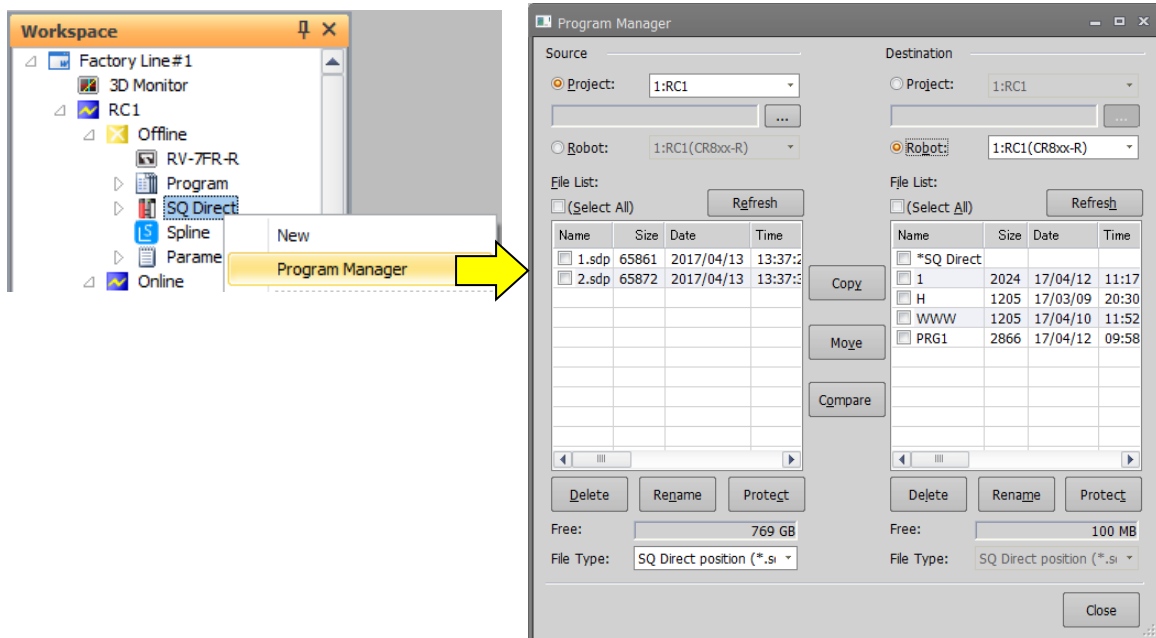 Workspace
Factory Line#1
3D Monitor
RC1
Offline
RV-7FR-R
Program
SQ Direct
Spline
Parame
Online
New
Program Manager
Program Manager
Source
Project: 1:RC1
...
Robot: 1:RC1(CR8xx-R)
File List:
(Select All) Refresh
Name Size Date Time
1.sdp 65861 2017/04/13 13:37:2
2.sdp 65872 2017/04/13 13:37:3
Delete Rename Protect
Free: 769 GB
File Type: SQ Direct position (*.s
Copy
Move
Compare
Destination
Project: 1:RC1
...
Robot: 1:RC1(CR8xx-R)
File List:
(Select All) Refresh
Name Size Date Time
*SQ Direct
1 2024 17/04/12 11:17
H 1205 17/03/09 20:30
WWW 1205 17/04/10 11:52
PRG1 2866 17/04/12 09:58
Delete Rename Protect
Free: 100 MB
File Type: SQ Direct position (*.s
Close